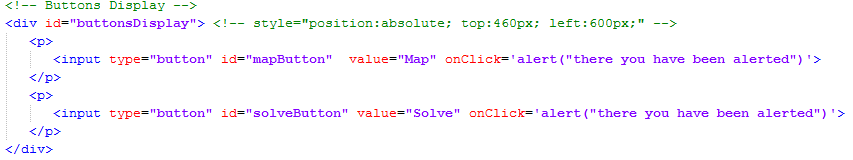 <!-- Buttons Display -->
<div id="buttonsDisplay"> <!-- style="position:absolute; top:460px; left:600px;" -->
<p>
<input type="button" id="mapButton"  value="Map" onClick='alert("there you have been alerted")'>
</p>
<p>
<input type="button" id="solveButton" value="Solve" onClick='alert("there you have been alerted")'>
</p>
</div>